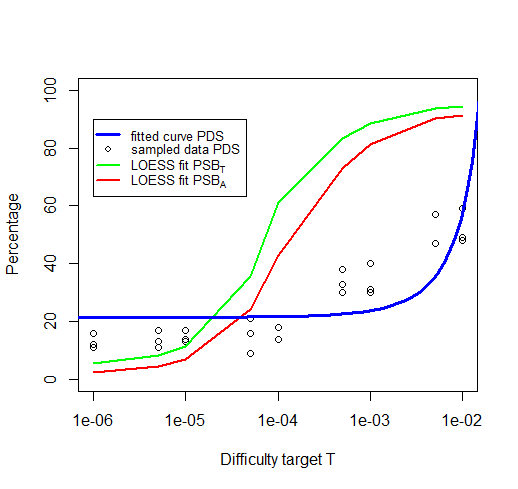 100
80
60
40
20
0
Percentage
fitted curve PDS
sampled data PDS
LOESS fit PSB_T
LOESS fit PSB_A
1e-06 1e-05 1e-04 1e-03 1e-02
Difficulty target T